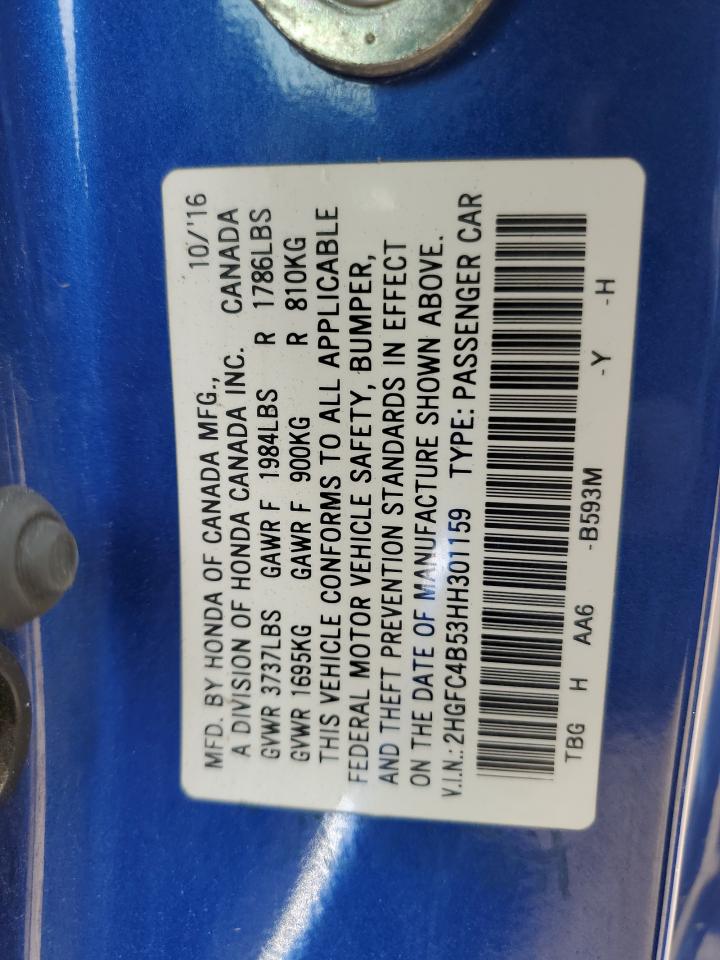 MFD. BY HONDA OF CANADA MFG., 10/'16
A DIVISION OF HONDA CANADA INC. CANADA
GVWR 3737LBS GAWR F 1984LBS R 1786LBS
GVWR 1695KG GAWR F 900KG R 810KG
THIS VEHICLE CONFORMS TO ALL APPLICABLE
FEDERAL MOTOR VEHICLE SAFETY, BUMPER,
AND THEFT PREVENTION STANDARDS IN EFFECT
ON THE DATE OF MANUFACTURE SHOWN ABOVE.
V.I.N.: 2HGFC4B53HH301159 TYPE: PASSENGER CAR
TBG H AA6 -B593M -Y -H